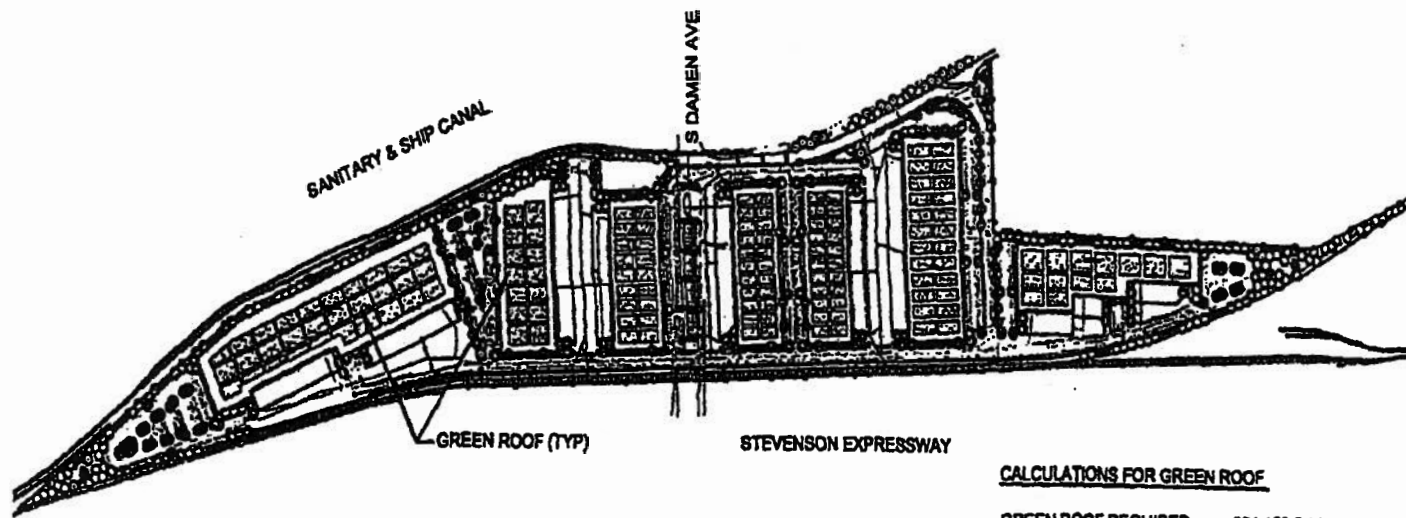 S DAMEN AVE
SANITARY & SHIP CANAL
GREEN ROOF (TYP)
STEVENSON EXPRESSWAY
CALCULATIONS FOR GREEN ROOF
GREEN ROOF REQUIRED